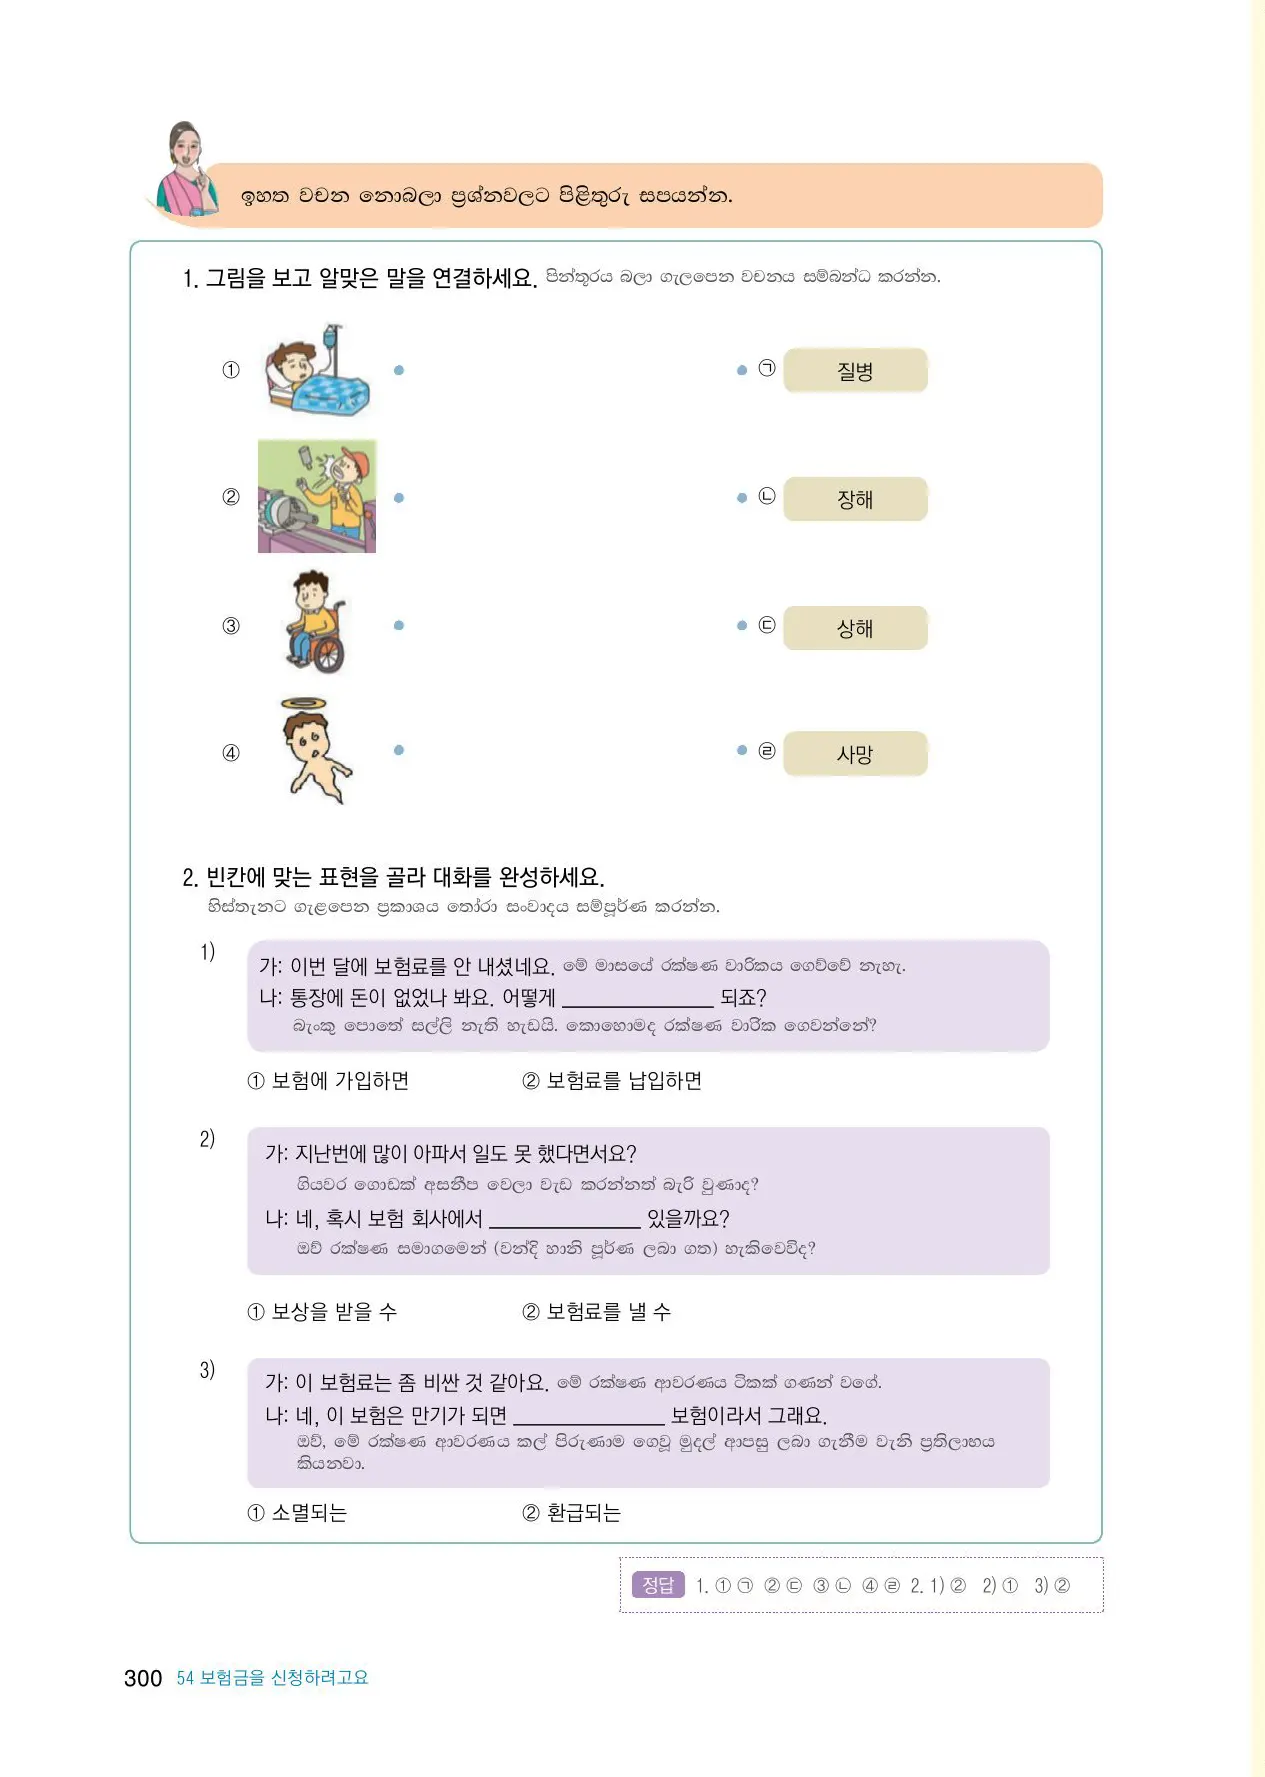 ඉහත වචන නොබලා ප්‍රශ්නවලට පිළිතුරු සපයන්න.
1. 그림을 보고 알맞은 말을 연결하세요. පින්තූරය බලා ගැලපෙන වචනය සම්බන්ධ කරන්න.
① ㉠ 질병
② ㉡ 장해
③ ㉢ 상해
④ ㉣ 사망
2. 빈칸에 맞는 표현을 골라 대화를 완성하세요.
හිස්තැනට ගැළපෙන ප්‍රකාශය තෝරා සංවාදය සම්පූර්ණ කරන්න.
1)
가: 이번 달에 보험료를 안 내셨네요. මේ මාසයේ රක්ෂණ වාරිකය ගෙව්වේ නැහැ.
나: 통장에 돈이 없었나 봐요. 어떻게 ______________ 되죠?
බැංකු පොතේ සල්ලි නැති හැඩයි. කොහොමද රක්ෂණ වාරික ගෙවන්නේ?
① 보험에 가입하면 ② 보험료를 납입하면
2)
가: 지난번에 많이 아파서 일도 못 했다면서요?
ගියවර ගොඩක් අසනීප වෙලා වැඩ කරන්නත් බැරි වුණාද?
나: 네, 혹시 보험 회사에서 ______________ 있을까요?
ඔව් රක්ෂණ සමාගමෙන් (වන්දි හානි පූර්ණ ලබා ගත) හැකිවෙවිද?
① 보상을 받을 수 ② 보험료를 낼 수
3)
가: 이 보험료는 좀 비싼 것 같아요. මේ රක්ෂණ ආවරණය ටිකක් ගණන් වගේ.
나: 네, 이 보험은 만기가 되면 ______________ 보험이라서 그래요.
ඔව්, මේ රක්ෂණ ආවරණය කල් පිරුණාම ගෙවූ මුදල් ආපසු ලබා ගැනීම වැනි ප්‍රතිලාභය
කියනවා.
① 소멸되는 ② 환급되는
정답 1. ① ㉠ ② ㉢ ③ ㉡ ④ ㉣ 2. 1) ② 2) ① 3) ②
300 54 보험금을 신청하려고요